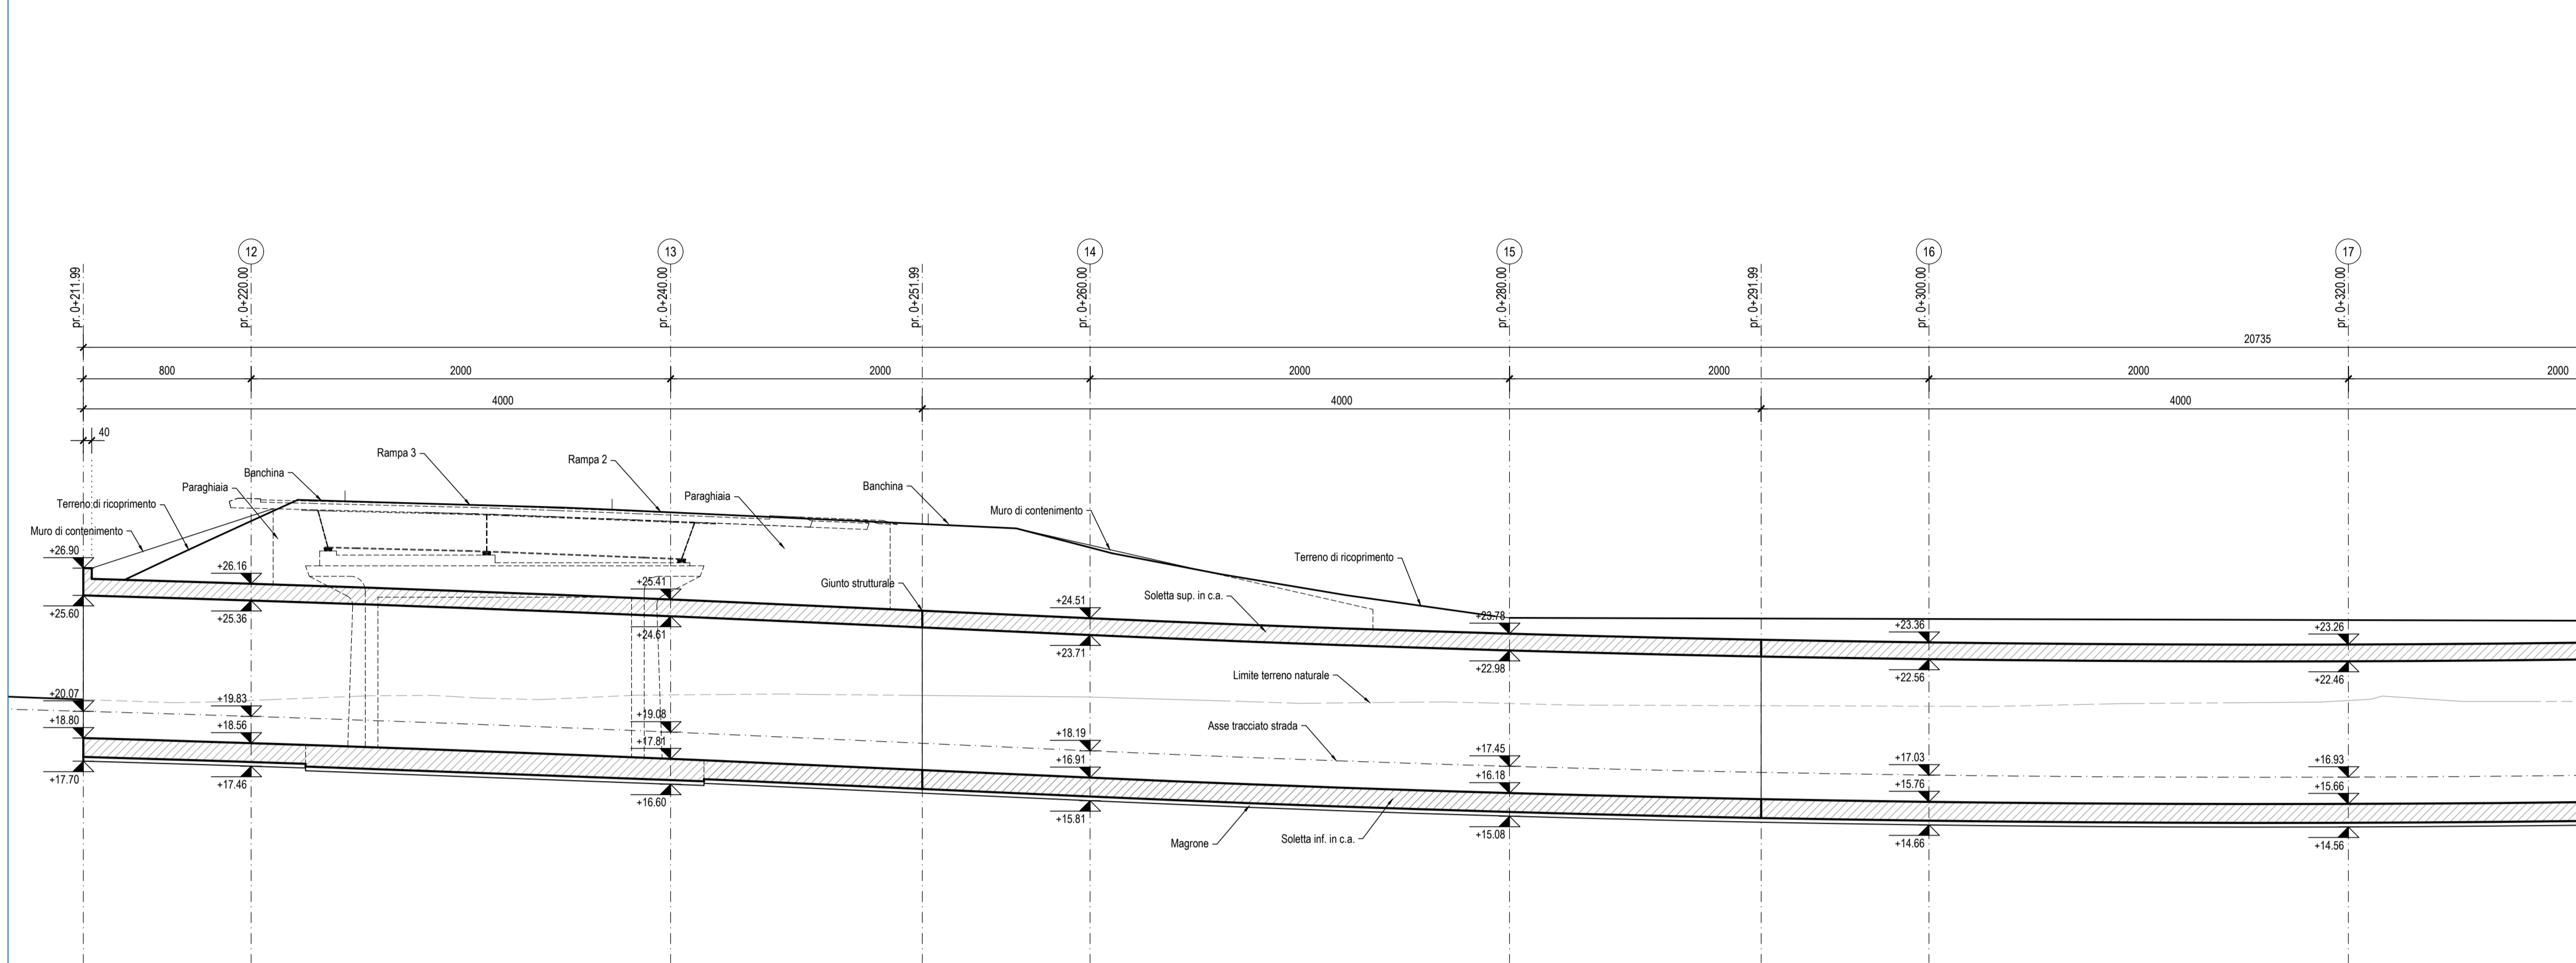 12
13
14
15
16
17
pr. 0+211.99
pr. 0+220.00
pr. 0+240.00
pr. 0+251.99
pr. 0+260.00
pr. 0+280.00
pr. 0+291.99
pr. 0+300.00
pr. 0+320.00
20735
800
2000
2000
2000
2000
2000
2000
4000
4000
4000
40
Rampa 3
Rampa 2
Banchina
Paraghiaia
Terreno di ricoprimento
Muro di contenimento
Paraghiaia
Banchina
Muro di contenimento
Terreno di ricoprimento
Giunto strutturale
Soletta sup. in c.a.
+26.90
+26.16
+25.41
+24.51
+23.78
+23.36
+23.26
+25.60
+25.36
+24.61
+23.71
+22.98
+22.56
+22.46
Limite terreno naturale
Asse tracciato strada
+20.07
+19.83
+19.08
+18.19
+17.45
+17.03
+16.93
+18.80
+18.56
+17.81
+16.91
+16.18
+15.76
+15.66
+17.70
+17.46
+16.60
+15.81
+15.08
+14.66
+14.56
Magrone
Soletta inf. in c.a.